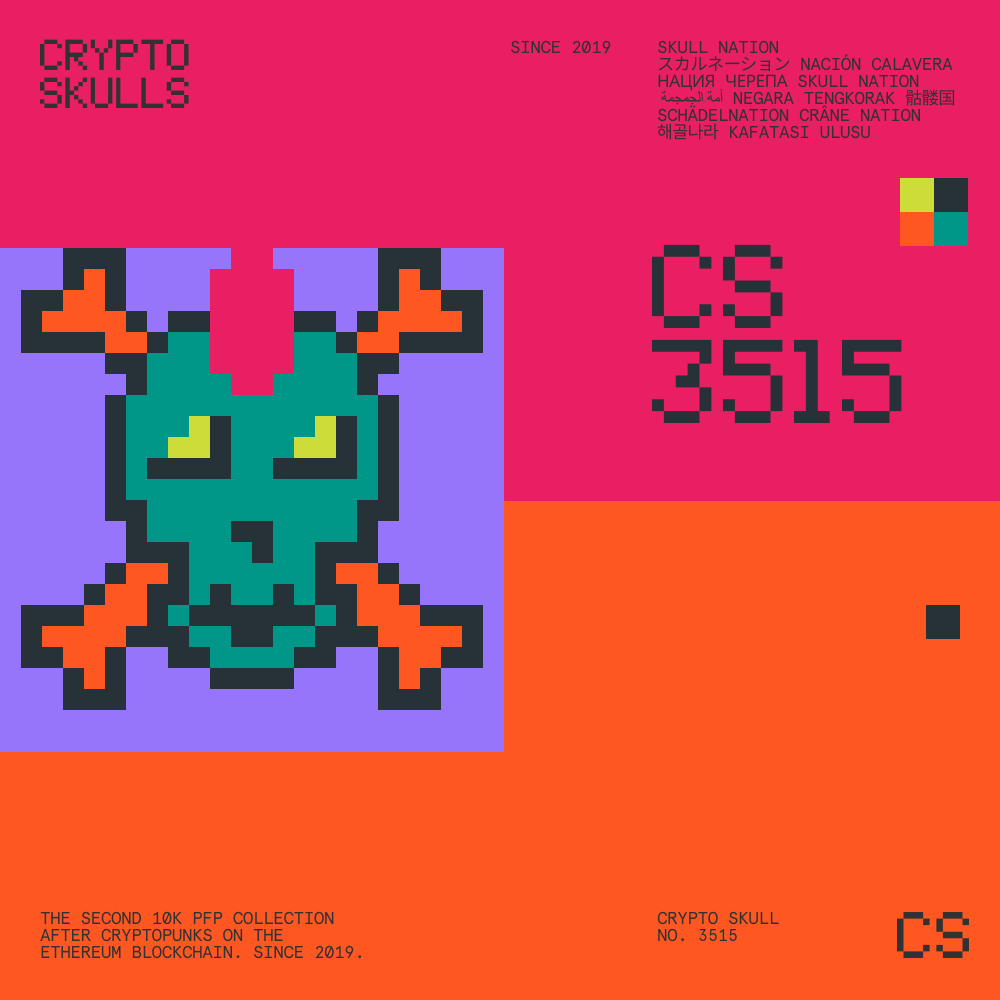 CRYPTO
SKULLS
SINCE 2019
SKULL NATION
スカルネーション NACIÓN CALAVERA
НАЦИЯ ЧЕРЕПА SKULL NATION
أمة الجمجمة NEGARA TENGKORAK 骷髅国
SCHÄDELNATION CRÂNE NATION
해골나라 KAFATASI ULUSU
CS
3515
THE SECOND 10K PFP COLLECTION
AFTER CRYPTOPUNKS ON THE
ETHEREUM BLOCKCHAIN. SINCE 2019.
CRYPTO SKULL
NO. 3515
CS